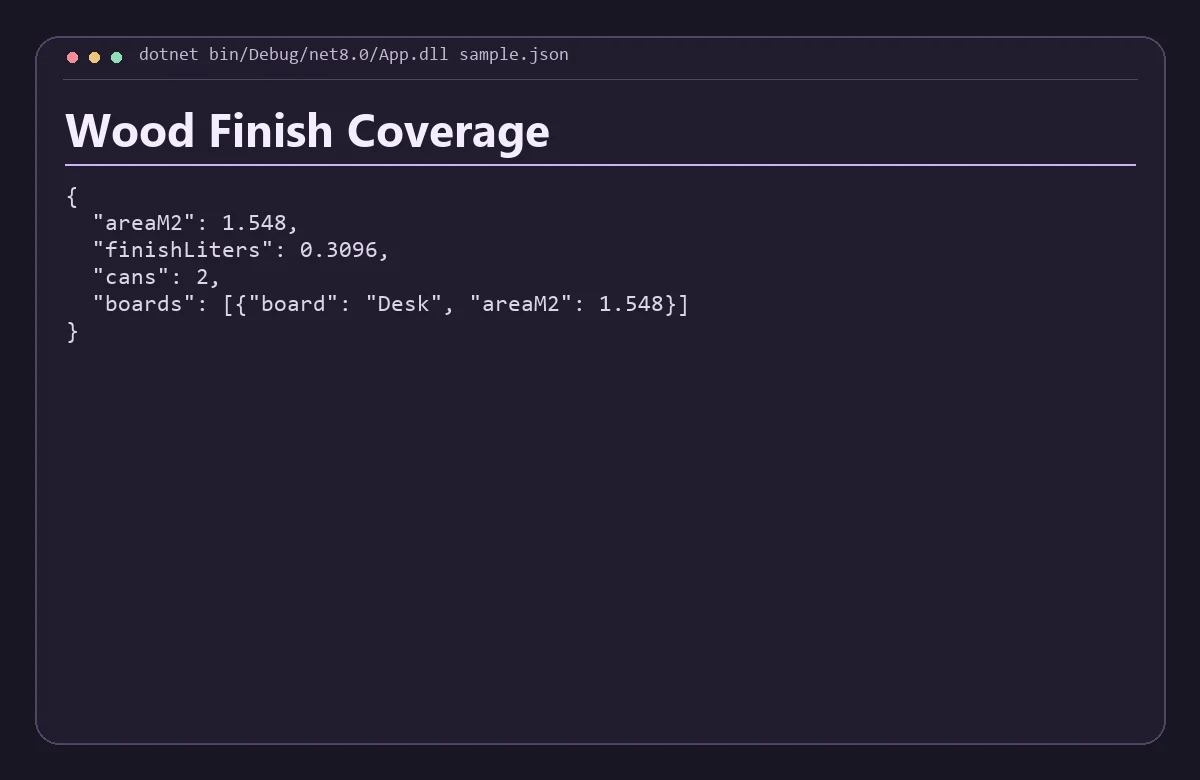 dotnet bin/Debug/net8.0/App.dll sample.json
Wood Finish Coverage
{
  "areaM2": 1.548,
  "finishLiters": 0.3096,
  "cans": 2,
  "boards": [{"board": "Desk", "areaM2": 1.548}]
}